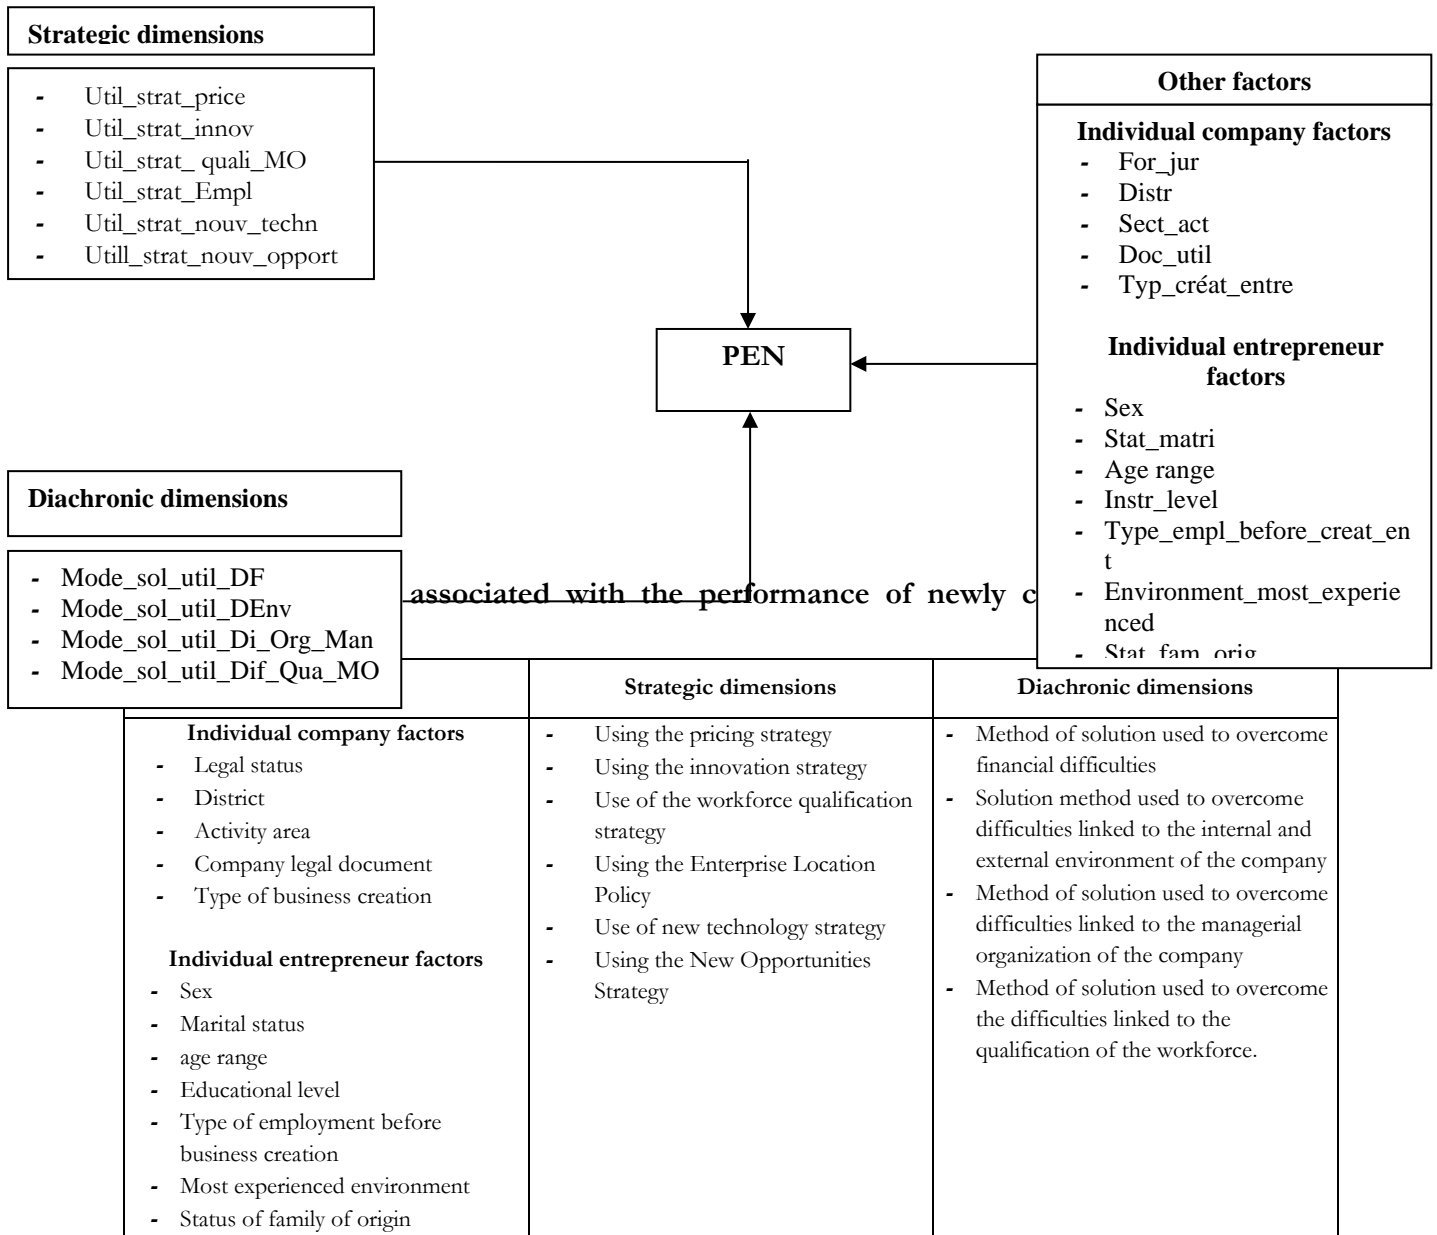 Strategic dimensions
- Util_strat_price
- Util_strat_innov
- Util_strat_ quali_MO
- Util_strat_Empl
- Util_strat_nouv_techn
- Utill_strat_nouv_opport
Other factors
Individual company factors
- For_jur
- Distr
- Sect_act
- Doc_util
- Typ_créat_entre
Individual entrepreneur
factors
- Sex
- Stat_matri
- Age range
- Instr_level
- Type_empl_before_creat_en
t
- Environment_most_experie
nced
- Stat_fam_orig
PEN
Diachronic dimensions
- Mode_sol_util_DF
- Mode_sol_util_DEnv
- Mode_sol_util_Di_Org_Man
- Mode_sol_util_Dif_Qua_MO
associated with the performance of newly c
Individual company factors
- Legal status
- District
- Activity area
- Company legal document
- Type of business creation
Individual entrepreneur factors
- Sex
- Marital status
- age range
- Educational level
- Type of employment before
business creation
- Most experienced environment
- Status of family of origin
Strategic dimensions
- Using the pricing strategy
- Using the innovation strategy
- Use of the workforce qualification
strategy
- Using the Enterprise Location
Policy
- Use of new technology strategy
- Using the New Opportunities
Strategy
Diachronic dimensions
- Method of solution used to overcome
financial difficulties
- Solution method used to overcome
difficulties linked to the internal and
external environment of the company
- Method of solution used to overcome
difficulties linked to the managerial
organization of the company
- Method of solution used to overcome
the difficulties linked to the
qualification of the workforce.